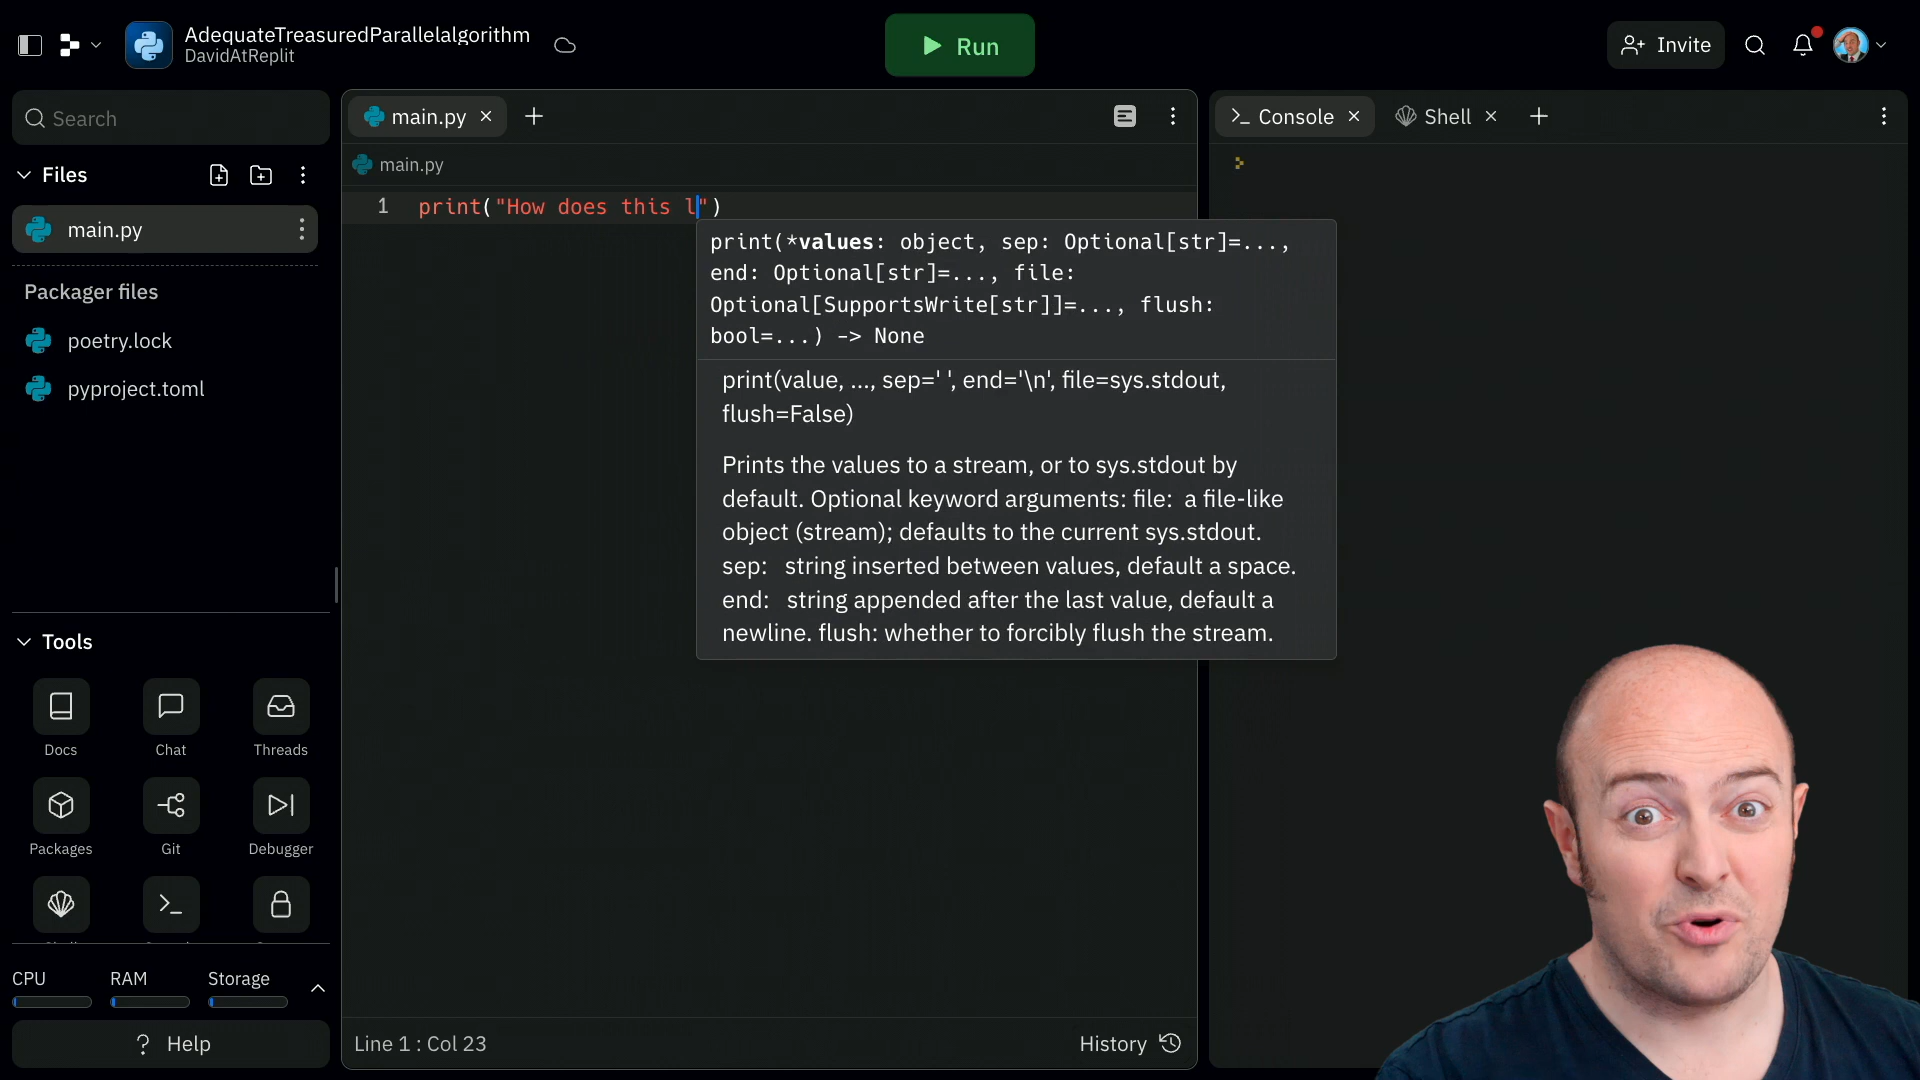 AdequateTreasuredParallelalgorithm
DavidAtReplit
Run
Invite
Search
Files
main.py
Packager files
poetry.lock
pyproject.toml
Tools
Docs
Chat
Threads
Packages
Git
Debugger
CPU
RAM
Storage
? Help
main.py
main.py
1 print("How does this l")
print(*values: object, sep: Optional[str]=...,
end: Optional[str]=..., file:
Optional[SupportsWrite[str]]=..., flush:
bool=...) -> None
print(value, ..., sep=' ', end='\n', file=sys.stdout,
flush=False)
Prints the values to a stream, or to sys.stdout by
default. Optional keyword arguments: file: a file-like
object (stream); defaults to the current sys.stdout.
sep: string inserted between values, default a space.
end: string appended after the last value, default a
newline. flush: whether to forcibly flush the stream.
Line 1 : Col 23
History
Console
Shell